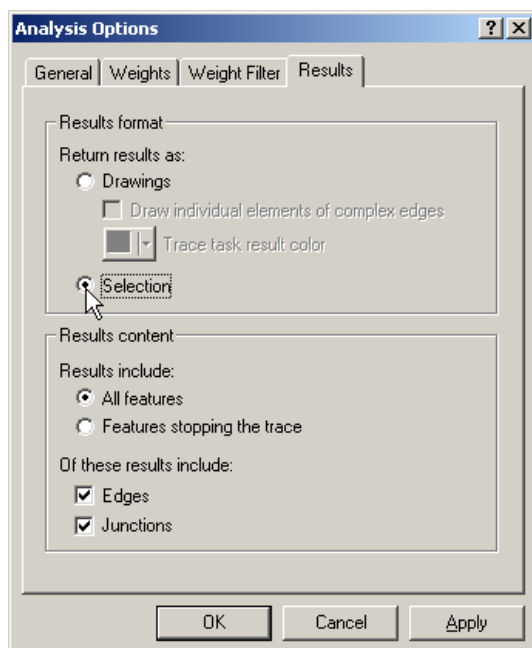 Analysis Options
General Weights Weight Filter Results
Results format
Return results as:
Drawings
Draw individual elements of complex edges
Trace task result color
Selection
Results content
Results include:
All features
Features stopping the trace
Of these results include:
Edges
Junctions
OK Cancel Apply